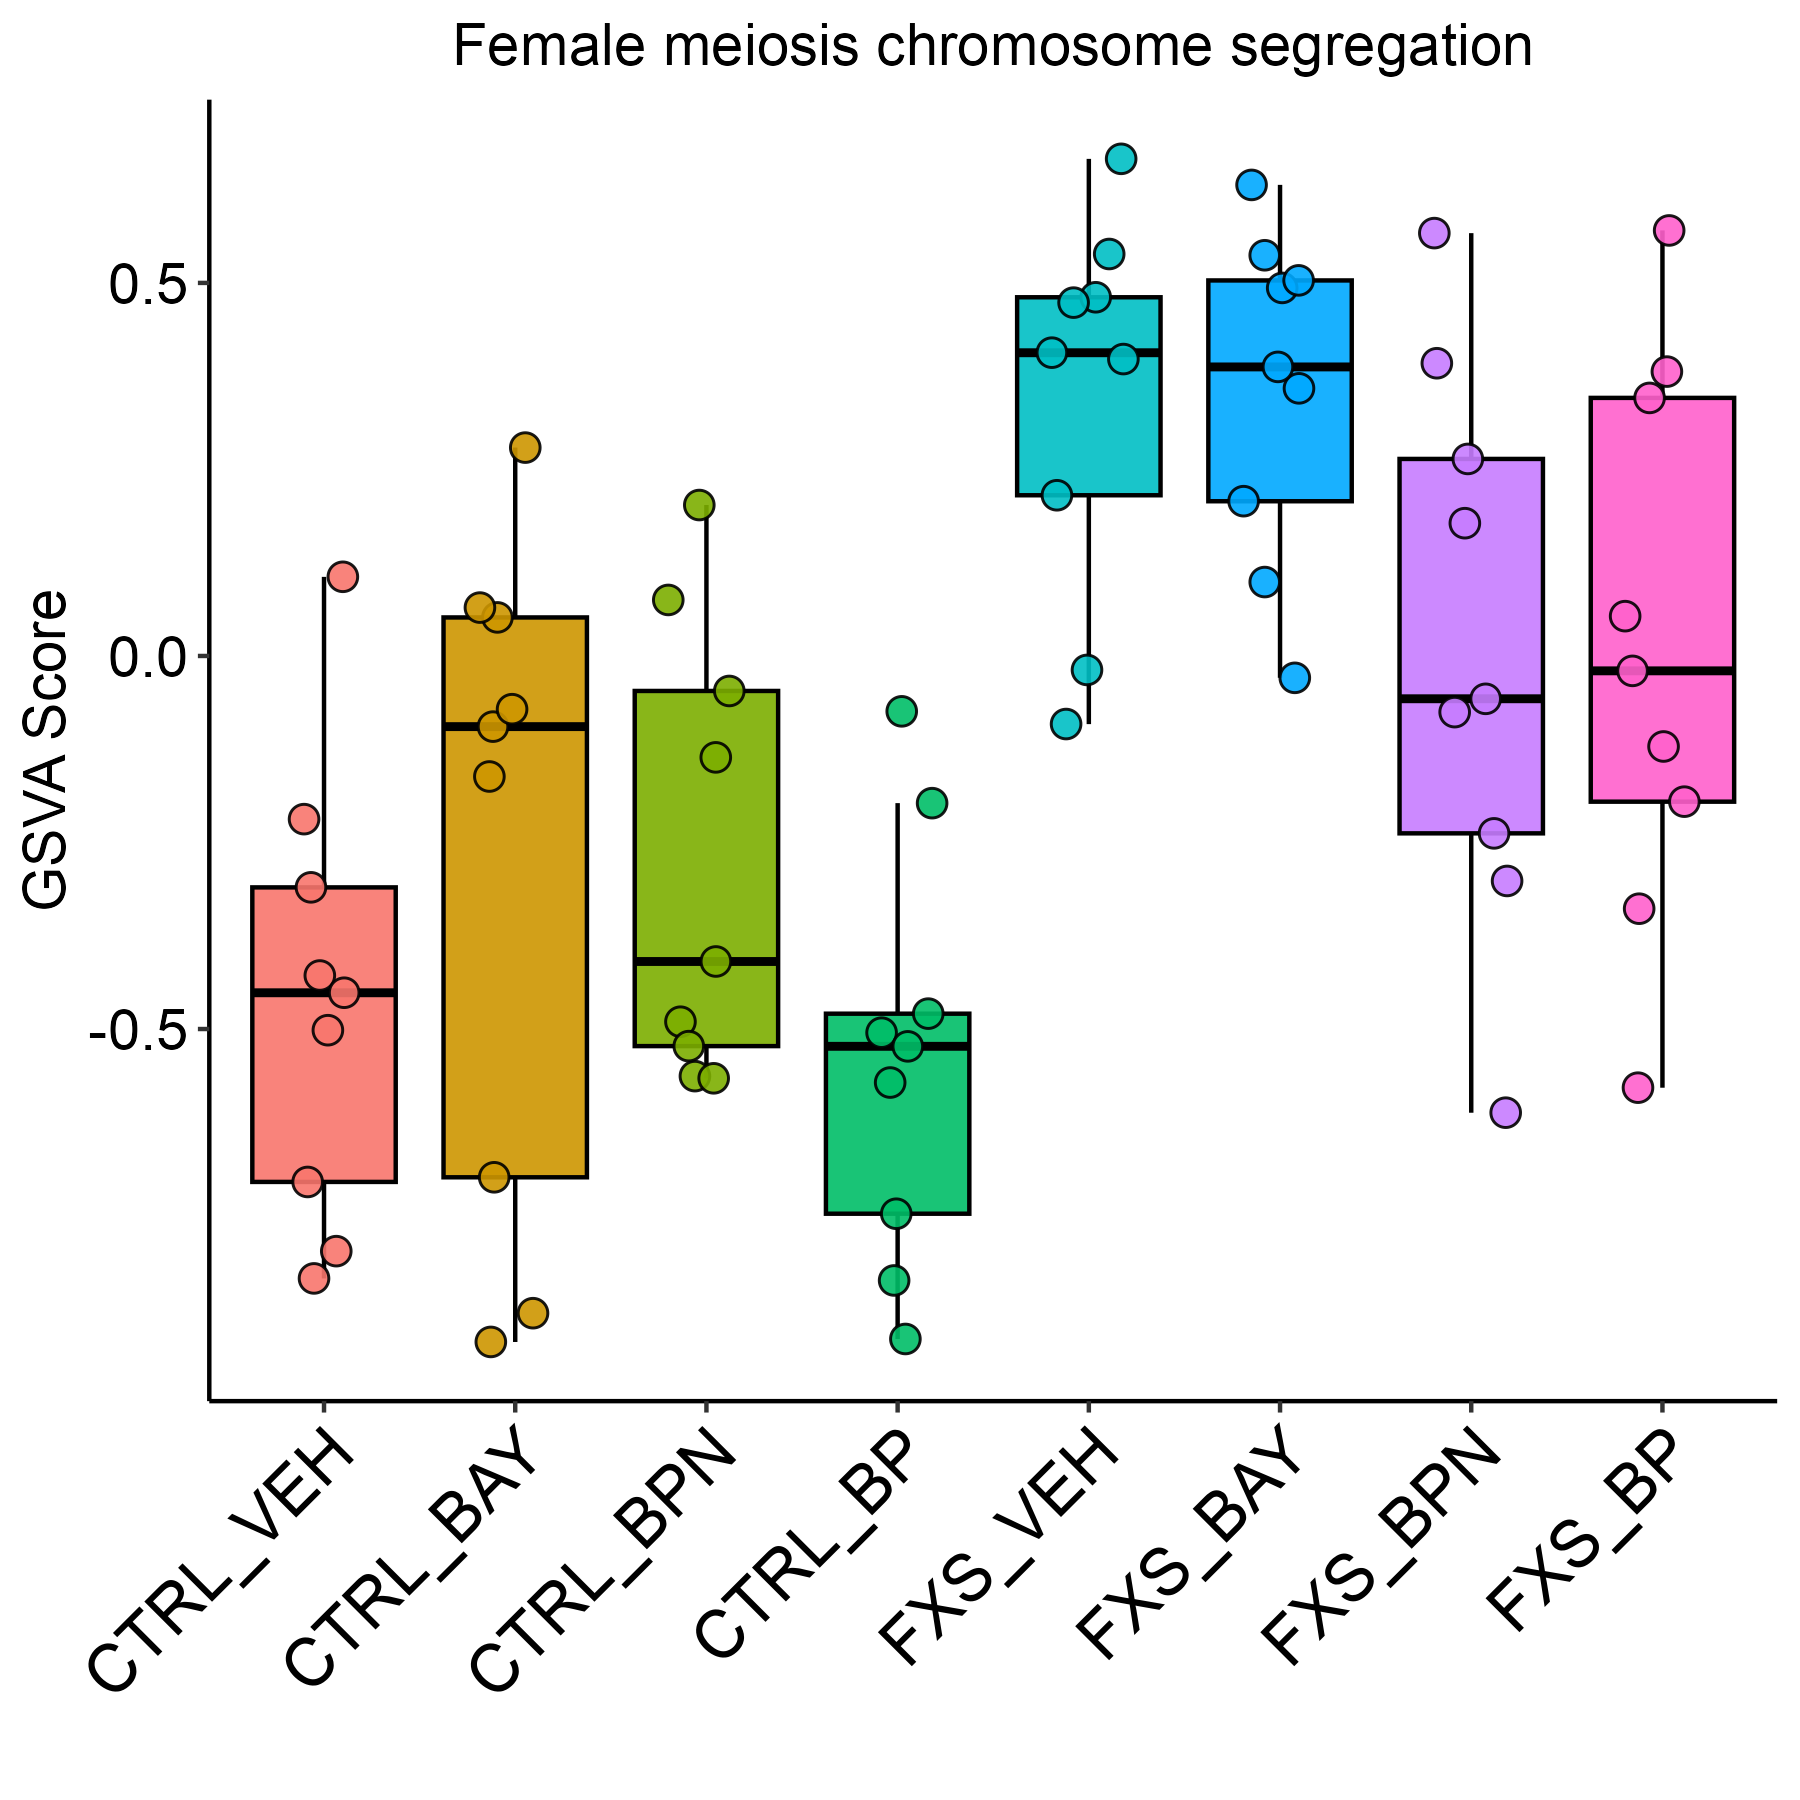 Female meiosis chromosome segregation
GSVA Score
0.5
0.0
-0.5
CTRL_VEH
CTRL_BAY
CTRL_BPN
CTRL_BP
FXS_VEH
FXS_BAY
FXS_BPN
FXS_BP